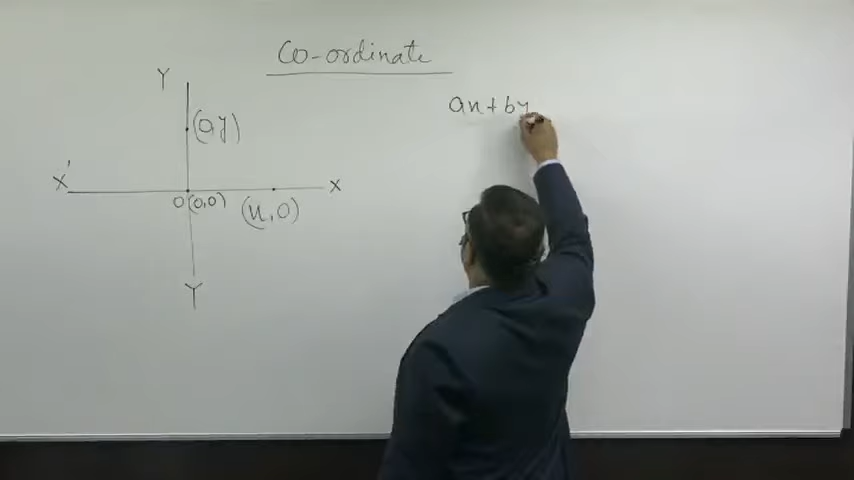 Co-ordinate
Y
ax + by
(0, y)
X'
X
O(0,0)
(x, 0)
Y